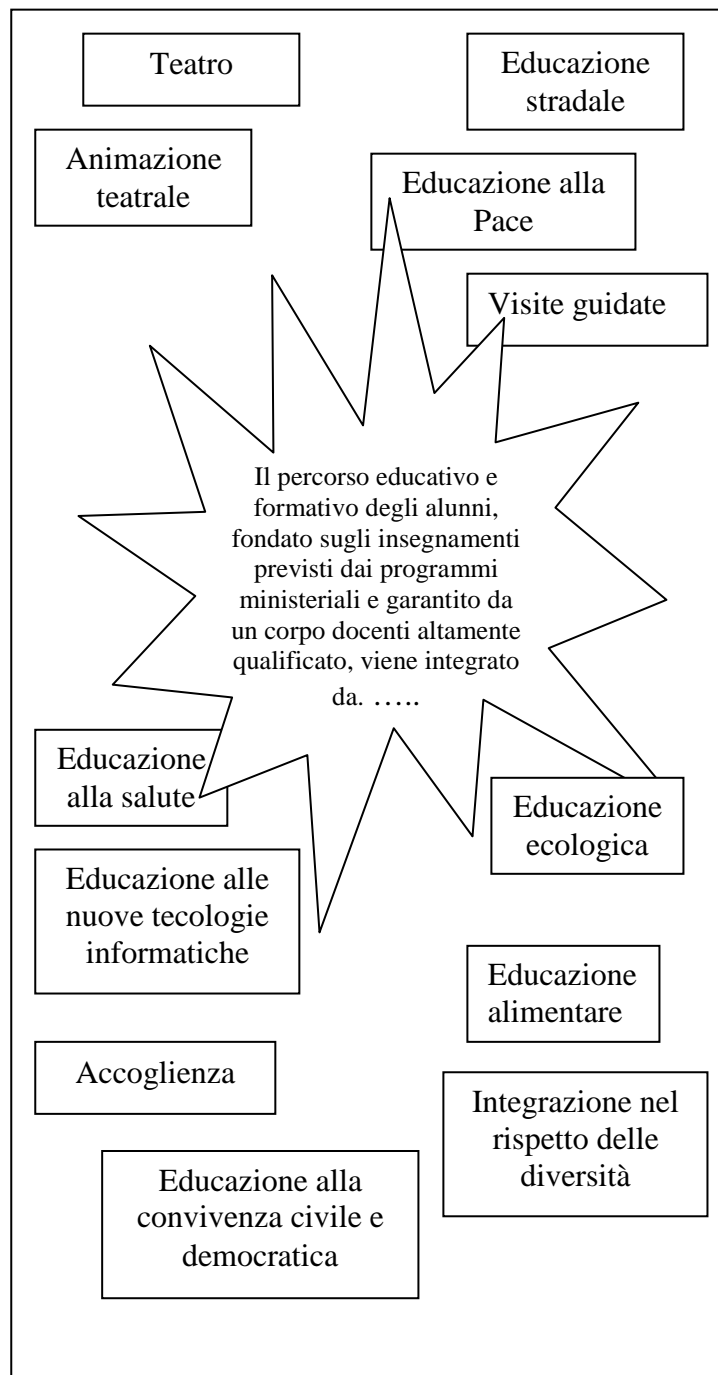 Teatro
Educazione
stradale
Animazione
teatrale
Educazione alla
Pace
Visite guidate
Il percorso educativo e
formativo degli alunni,
fondato sugli insegnamenti
previsti dai programmi
ministeriali e garantito da
un corpo docenti altamente
qualificato, viene integrato
da. …..
Educazione
alla salute
Educazione
ecologica
Educazione alle
nuove tecologie
informatiche
Educazione
alimentare
Accoglienza
Integrazione nel
rispetto delle
diversità
Educazione alla
convivenza civile e
democratica